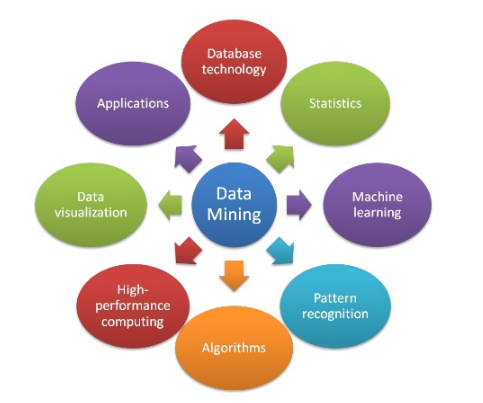 Database
technology
Applications
Statistics
Data
visualization
Data
Mining
Machine
learning
High-
performance
computing
Pattern
recognition
Algorithms